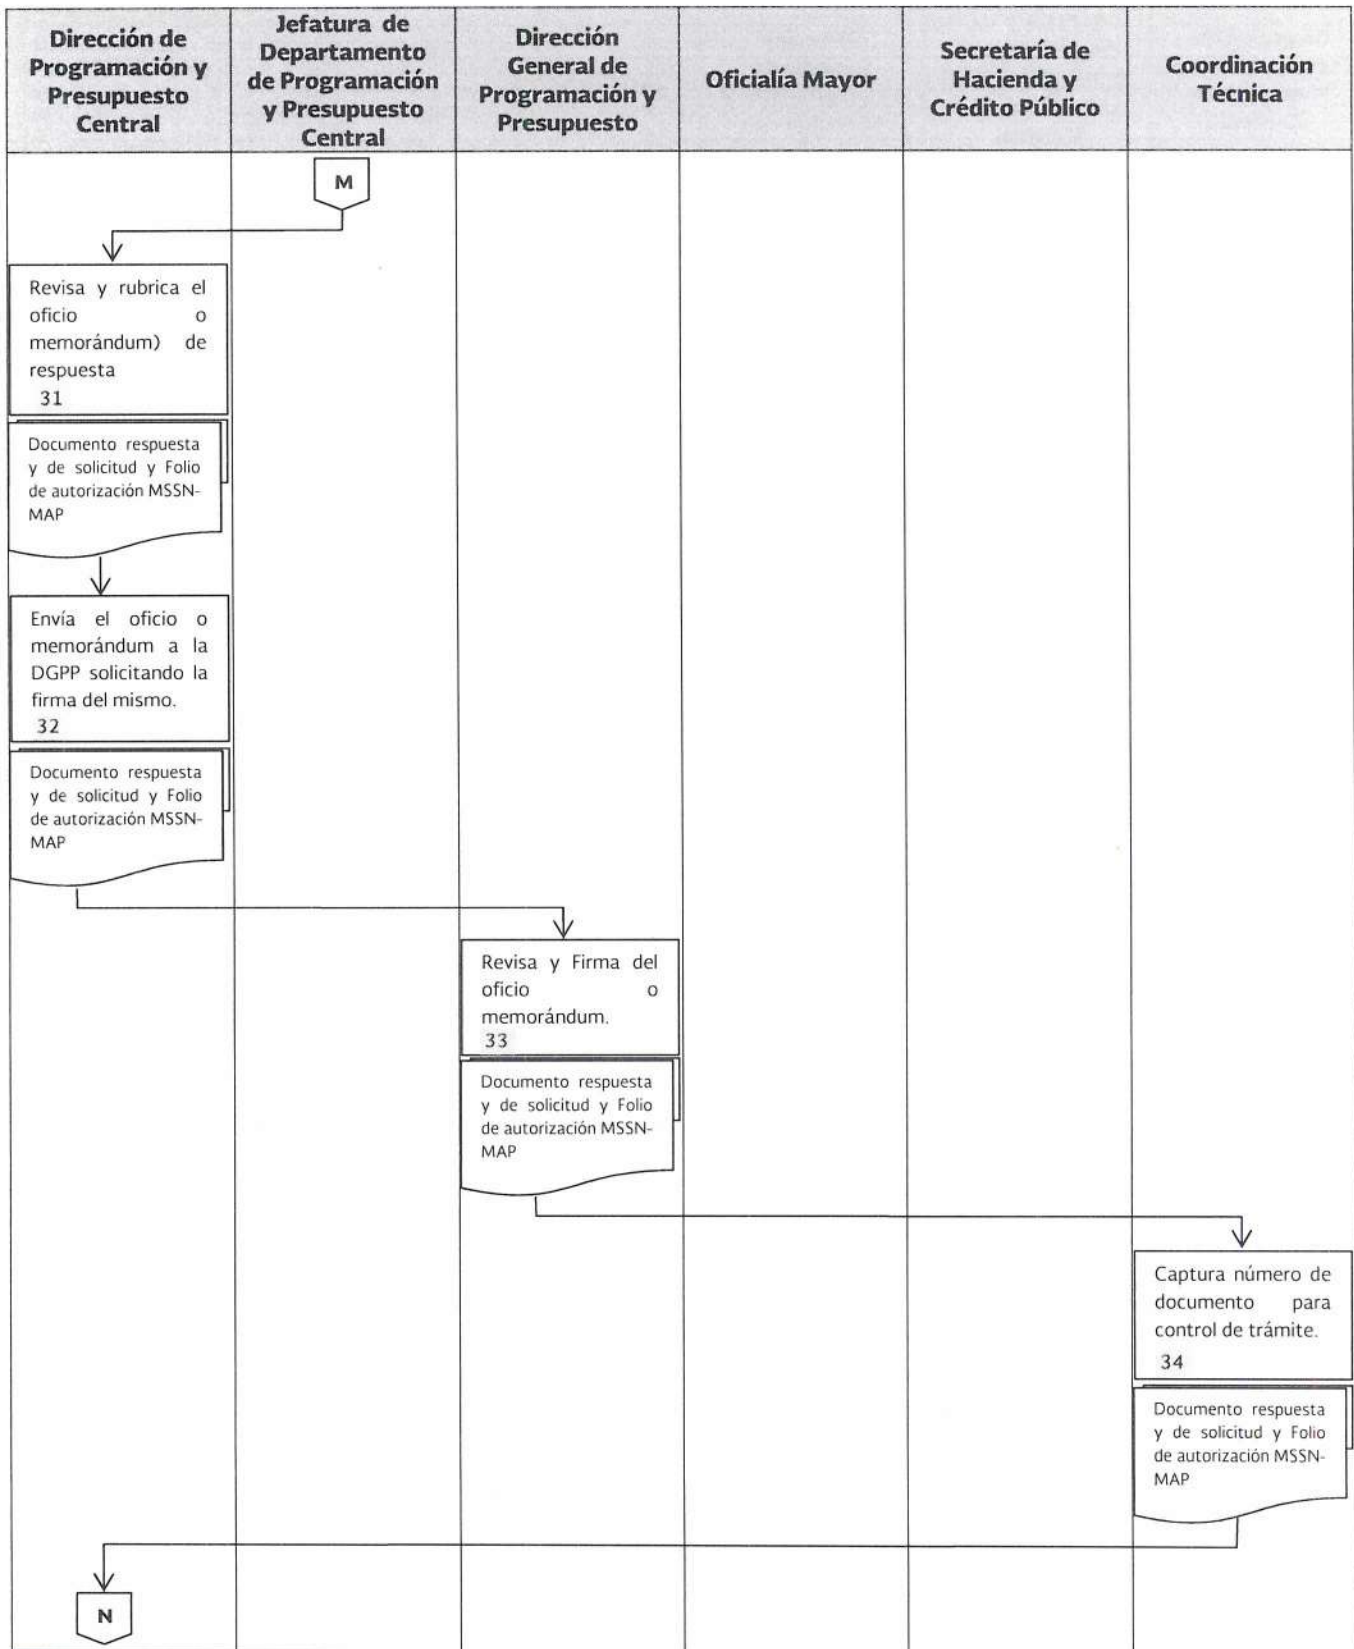 Dirección de
Programación y
Presupuesto
Central
Jefatura de
Departamento
de Programación
y Presupuesto
Central
Dirección
General de
Programación y
Presupuesto
Oficialía Mayor
Secretaría de
Hacienda y
Crédito Público
Coordinación
Técnica
M
Revisa y rubrica el
oficio o
memorándum) de
respuesta
31
Documento respuesta
y de solicitud y Folio
de autorización MSSN-
MAP
Envía el oficio o
memorándum a la
DGPP solicitando la
firma del mismo.
32
Documento respuesta
y de solicitud y Folio
de autorización MSSN-
MAP
Revisa y Firma del
oficio o
memorándum.
33
Documento respuesta
y de solicitud y Folio
de autorización MSSN-
MAP
Captura número de
documento para
control de trámite.
34
Documento respuesta
y de solicitud y Folio
de autorización MSSN-
MAP
N